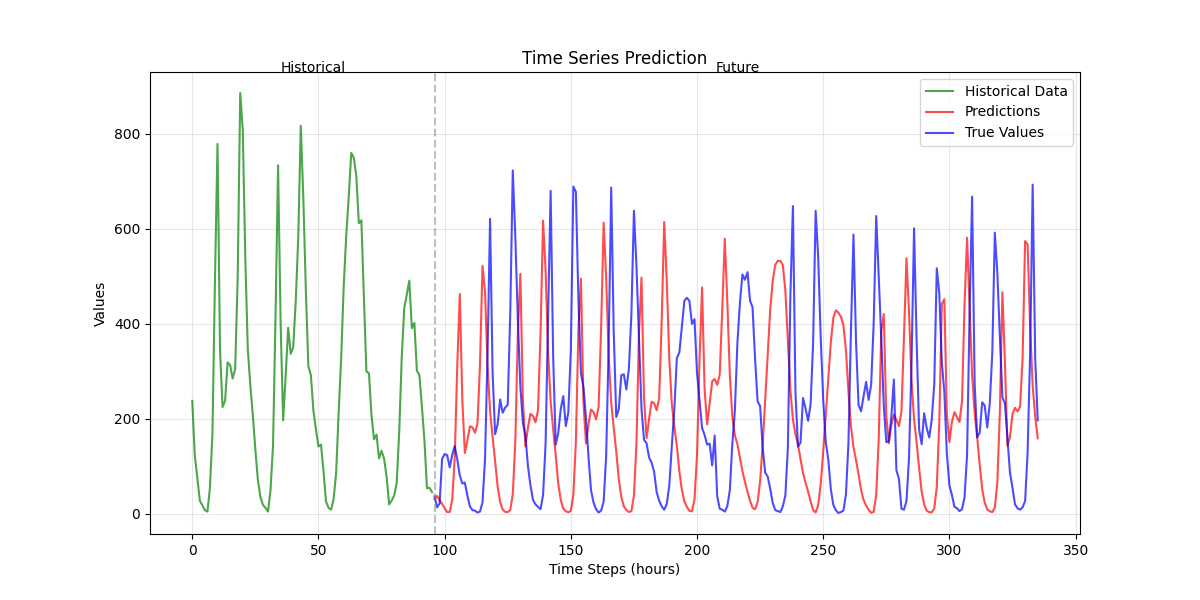 Time Series Prediction
Historical
Future
Historical Data
Predictions
True Values
Values
800
600
400
200
0
0
50
100
150
200
250
300
350
Time Steps (hours)